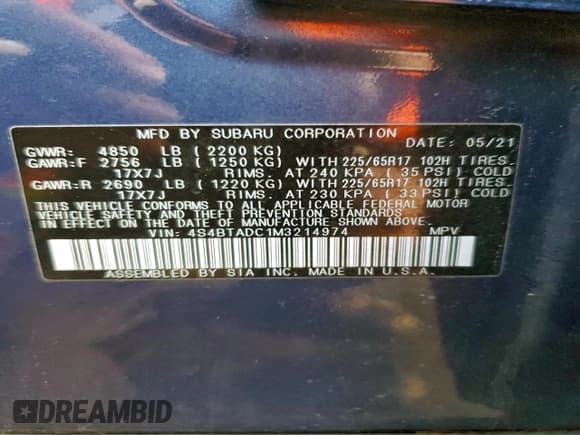 MFD BY SUBARU CORPORATION DATE: 05/21
GVWR: 4850 LB ( 2200 KG)
GAWR:F 2756 LB ( 1250 KG) WITH 225/65R17 102H TIRES.
17X7J RIMS. AT 240 KPA ( 35 PSI) COLD
GAWR:R 2690 LB ( 1220 KG) WITH 225/65R17 102H TIRES.
17X7J RIMS. AT 230 KPA ( 33 PSI) COLD
THIS VEHICLE CONFORMS TO ALL APPLICABLE FEDERAL MOTOR
VEHICLE SAFETY, BUMPER, AND THEFT PREVENTION STANDARDS
IN EFFECT ON THE DATE OF MANUFACTURE SHOWN ABOVE.
VIN: 4S4BTADC1M3214974 MPV
ASSEMBLED BY SIA INC. MADE IN U.S.A.
DREAMBID